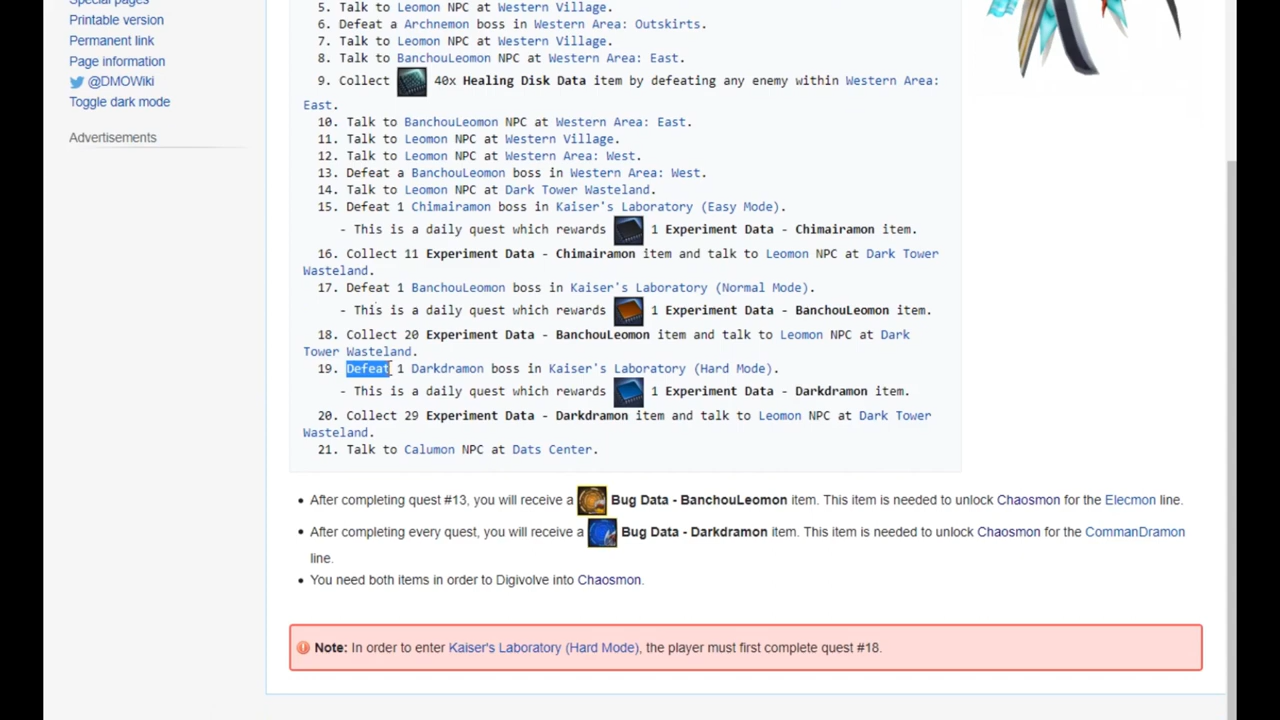 Special pages
Printable version
Permanent link
Page information
@DMOWiki
Toggle dark mode
Advertisements
5. Talk to Leomon NPC at Western Village.
6. Defeat a Archnemon boss in Western Area: Outskirts.
7. Talk to Leomon NPC at Western Village.
8. Talk to BanchouLeomon NPC at Western Area: East.
9. Collect 40x Healing Disk Data item by defeating any enemy within Western Area:
East.
10. Talk to BanchouLeomon NPC at Western Area: East.
11. Talk to Leomon NPC at Western Village.
12. Talk to Leomon NPC at Western Area: West.
13. Defeat a BanchouLeomon boss in Western Area: West.
14. Talk to Leomon NPC at Dark Tower Wasteland.
15. Defeat 1 Chimairamon boss in Kaiser's Laboratory (Easy Mode).
- This is a daily quest which rewards 1 Experiment Data - Chimairamon item.
16. Collect 11 Experiment Data - Chimairamon item and talk to Leomon NPC at Dark Tower
Wasteland.
17. Defeat 1 BanchouLeomon boss in Kaiser's Laboratory (Normal Mode).
- This is a daily quest which rewards 1 Experiment Data - BanchouLeomon item.
18. Collect 20 Experiment Data - BanchouLeomon item and talk to Leomon NPC at Dark
Tower Wasteland.
19. Defeat 1 Darkdramon boss in Kaiser's Laboratory (Hard Mode).
- This is a daily quest which rewards 1 Experiment Data - Darkdramon item.
20. Collect 29 Experiment Data - Darkdramon item and talk to Leomon NPC at Dark Tower
Wasteland.
21. Talk to Calumon NPC at Dats Center.
• After completing quest #13, you will receive a Bug Data - BanchouLeomon item. This item is needed to unlock Chaosmon for the Elecmon line.
• After completing every quest, you will receive a Bug Data - Darkdramon item. This item is needed to unlock Chaosmon for the CommanDramon
line.
• You need both items in order to Digivolve into Chaosmon.
Note: In order to enter Kaiser's Laboratory (Hard Mode), the player must first complete quest #18.